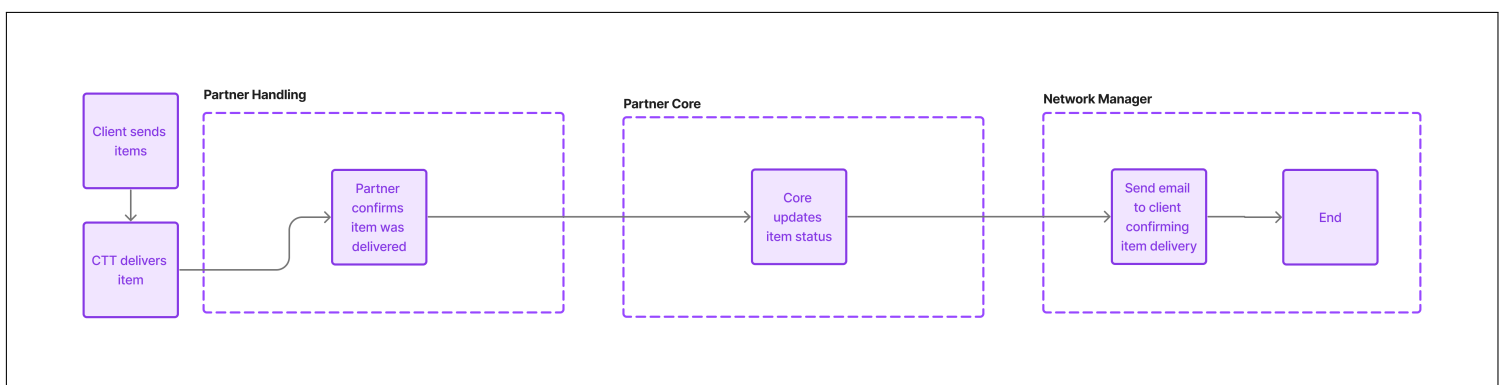 Client sends
items
CTT delivers
item
Partner Handling
Partner
confirms
item was
delivered
Partner Core
Core
updates
item status
Network Manager
Send email
to client
confirming
item delivery
End